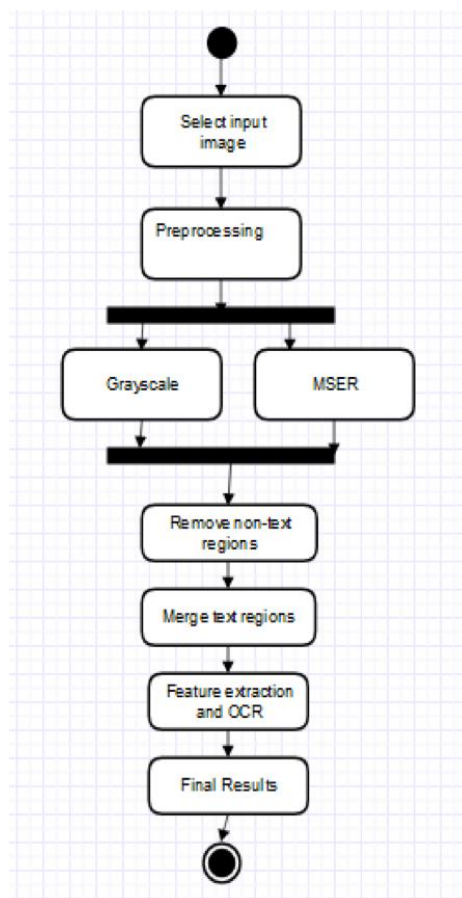 Select input
image
Preprocessing
Grayscale
MSER
Remove non-text
regions
Merge text regions
Feature extraction
and OCR
Final Results